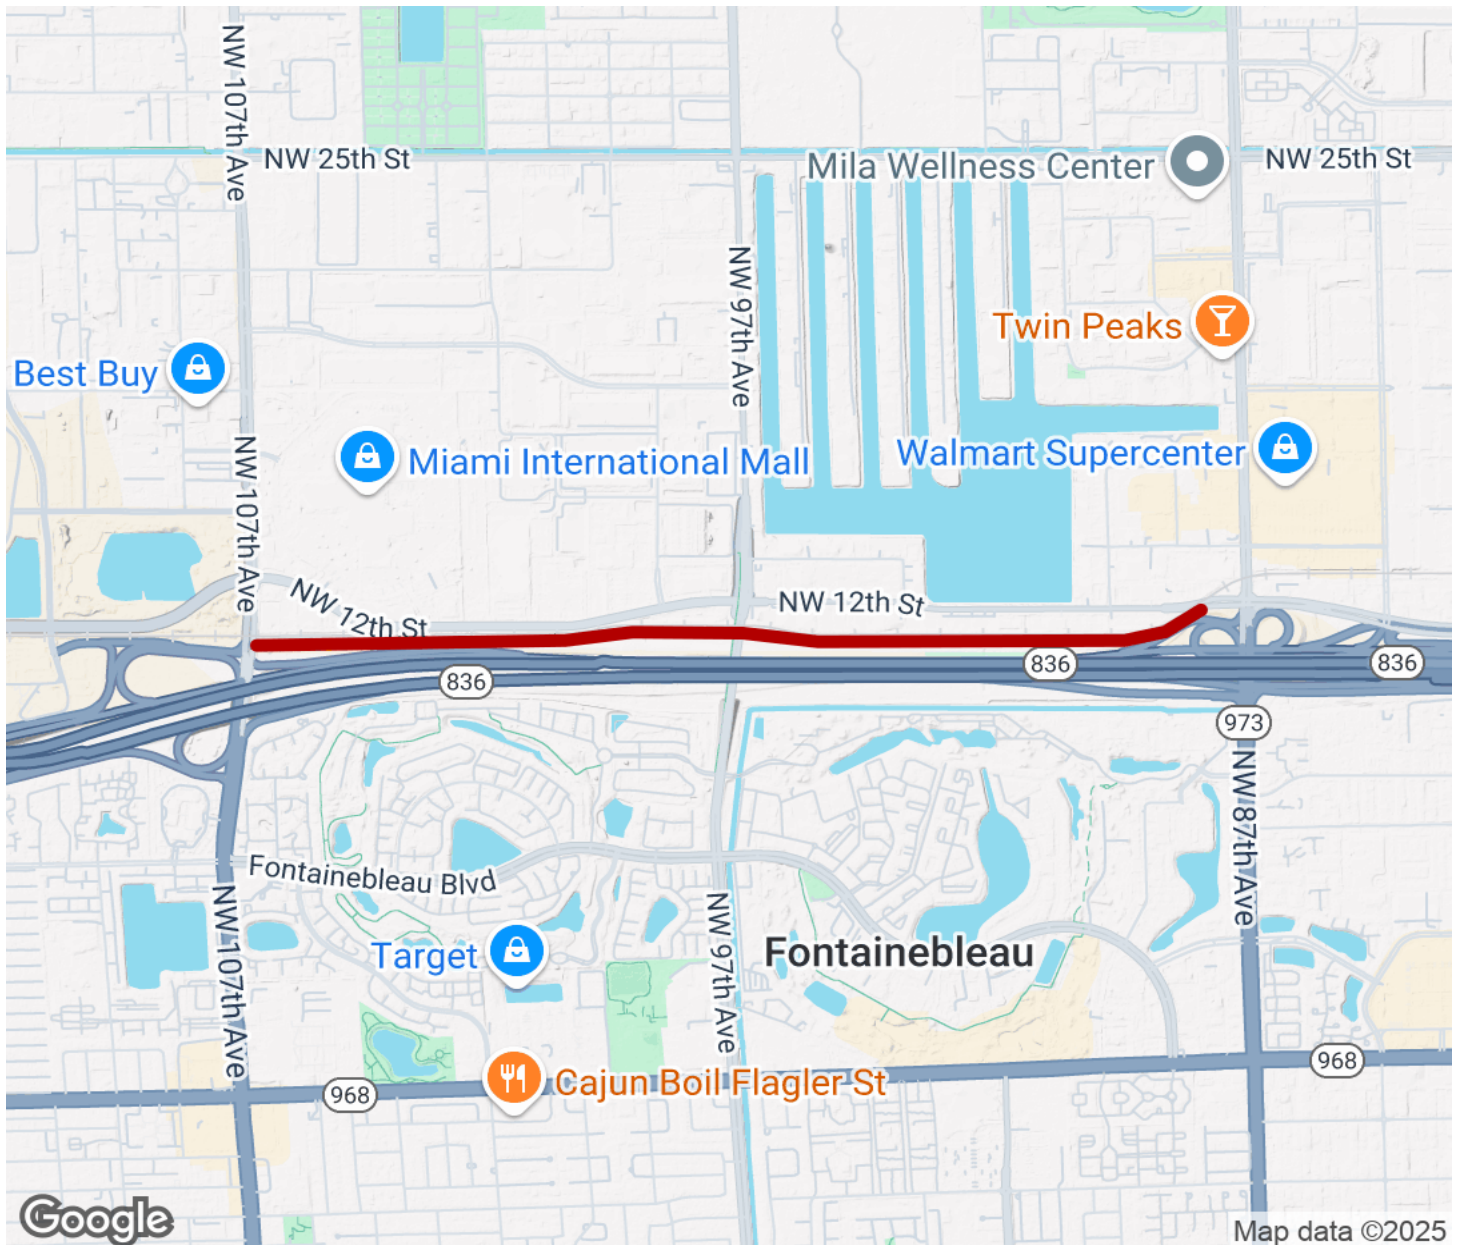 NW 107th Ave
NW 25th St
Mila Wellness Center
NW 25th St
NW 97th Ave
Twin Peaks
Best Buy
NW 107th Ave
Miami International Mall
Walmart Supercenter
NW 12th St
NW 12th St
836
836
836
973
NW 87th Ave
Fontainebleau Blvd
NW 107th Ave
NW 97th Ave
Target
Fontainebleau
968
Cajun Boil Flagler St
968
Google
Map data ©2025